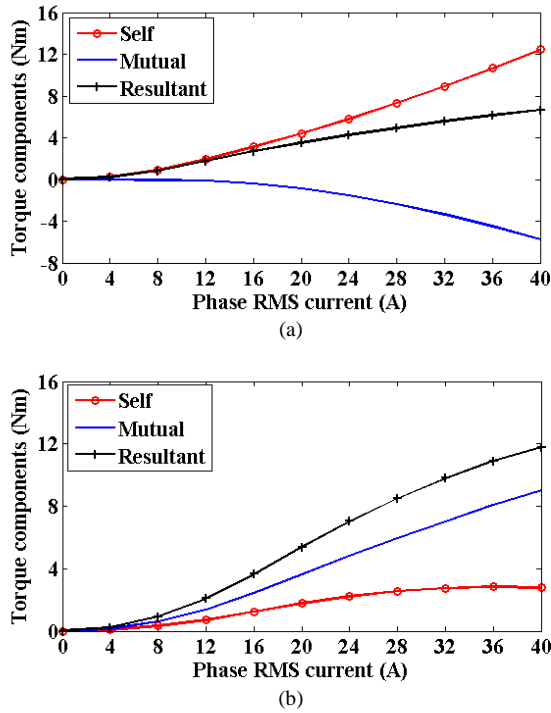 16
12
8
4
0
-4
-8
Torque components (Nm)
Self
Mutual
Resultant
0 4 8 12 16 20 24 28 32 36 40
Phase RMS current (A)
(a)
16
12
8
4
0
Torque components (Nm)
Self
Mutual
Resultant
0 4 8 12 16 20 24 28 32 36 40
Phase RMS current (A)
(b)